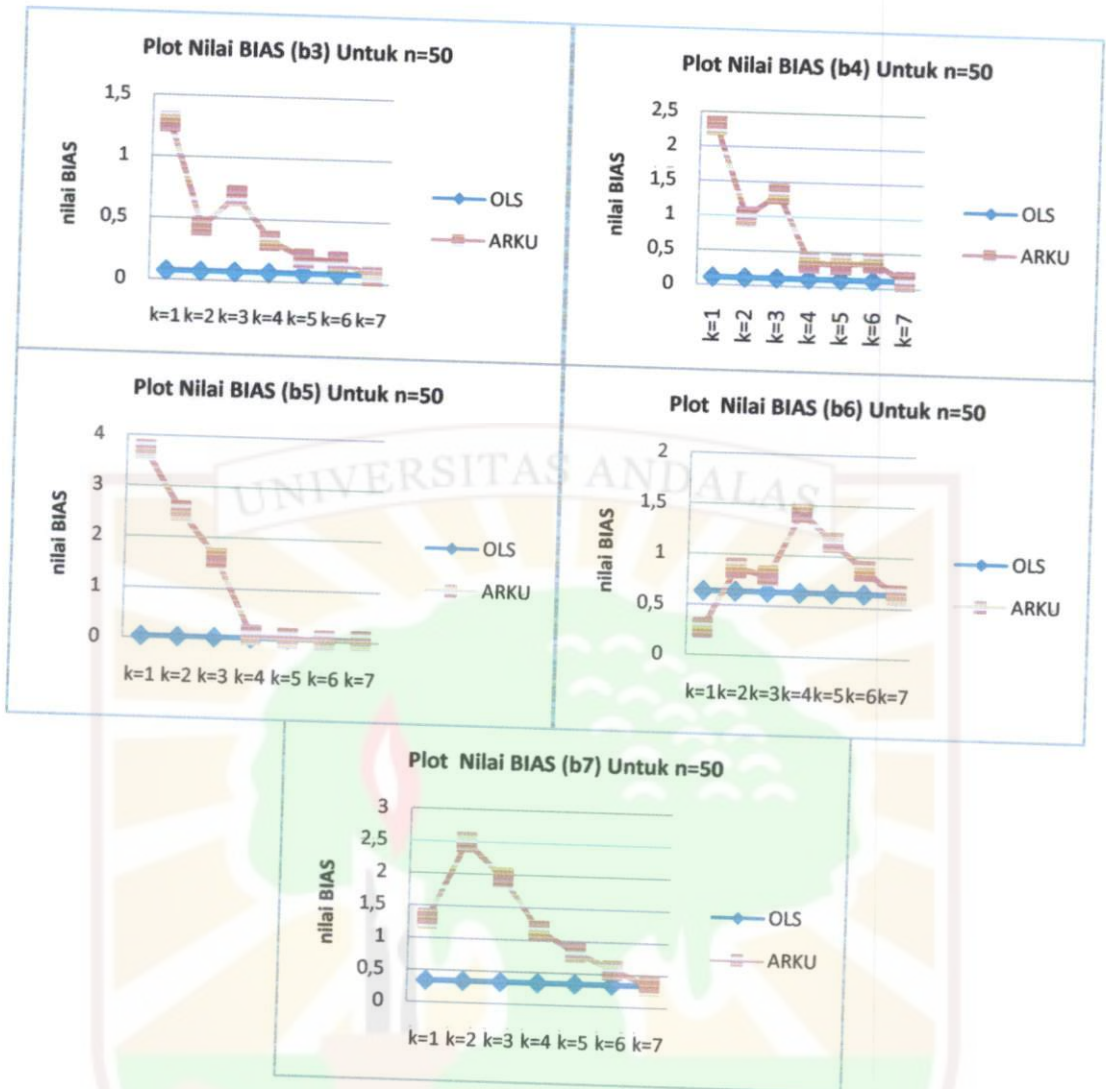 Plot Nilai BIAS (b3) Untuk n=50
nilai BIAS
1,5
1
0,5
0
k=1 k=2 k=3 k=4 k=5 k=6 k=7
OLS
ARKU
Plot Nilai BIAS (b4) Untuk n=50
nilai BIAS
2,5
2
1,5
1
0,5
0
k=1
k=2
k=3
k=4
k=5
k=6
k=7
OLS
ARKU
Plot Nilai BIAS (b5) Untuk n=50
nilai BIAS
4
3
2
1
0
k=1 k=2 k=3 k=4 k=5 k=6 k=7
OLS
ARKU
Plot Nilai BIAS (b6) Untuk n=50
nilai BIAS
2
1,5
1
0,5
0
k=1k=2k=3k=4k=5k=6k=7
OLS
ARKU
UNIVERSITAS ANDALAS
Plot Nilai BIAS (b7) Untuk n=50
nilai BIAS
3
2,5
2
1,5
1
0,5
0
k=1 k=2 k=3 k=4 k=5 k=6 k=7
OLS
ARKU